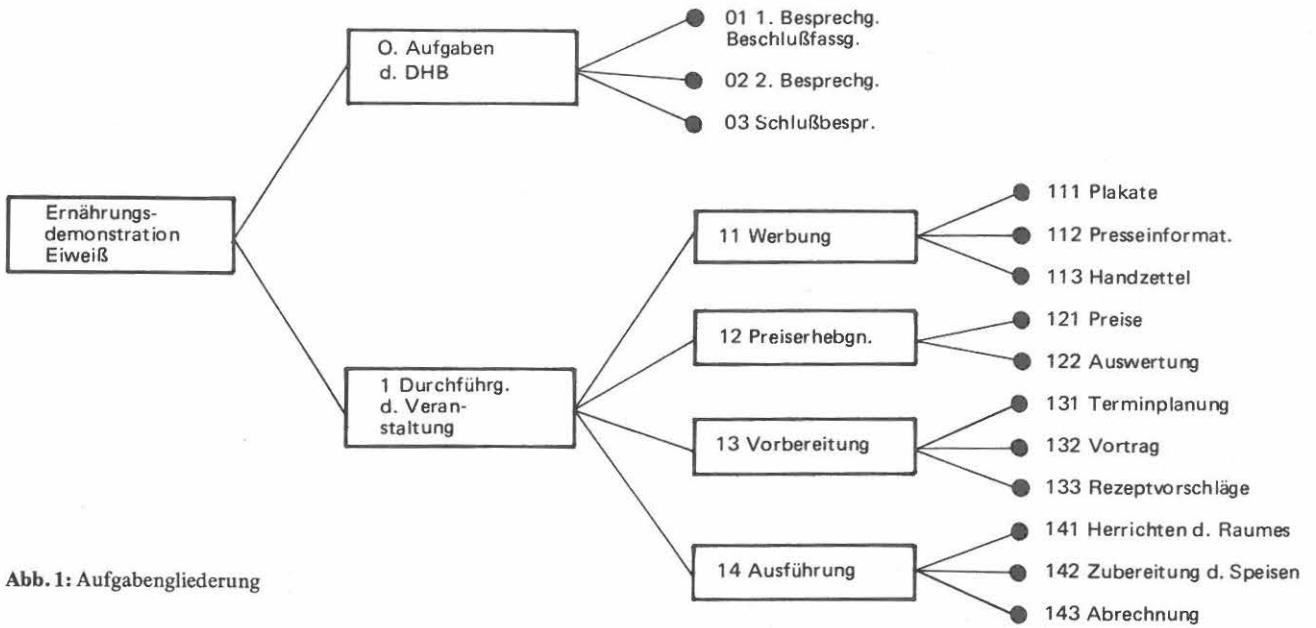 O. Aufgaben
d. DHB
01 1. Besprechg.
Beschlußfassg.
02 2. Besprechg.
03 Schlußbespr.
Ernährungs-
demonstration
Eiweiß
1 Durchführg.
d. Veran-
staltung
11 Werbung
111 Plakate
112 Presseinformat.
113 Handzettel
12 Preiserhebgn.
121 Preise
122 Auswertung
13 Vorbereitung
131 Terminplanung
132 Vortrag
133 Rezeptvorschläge
14 Ausführung
141 Herrichten d. Raumes
142 Zubereitung d. Speisen
143 Abrechnung
Abb. 1: Aufgabengliederung